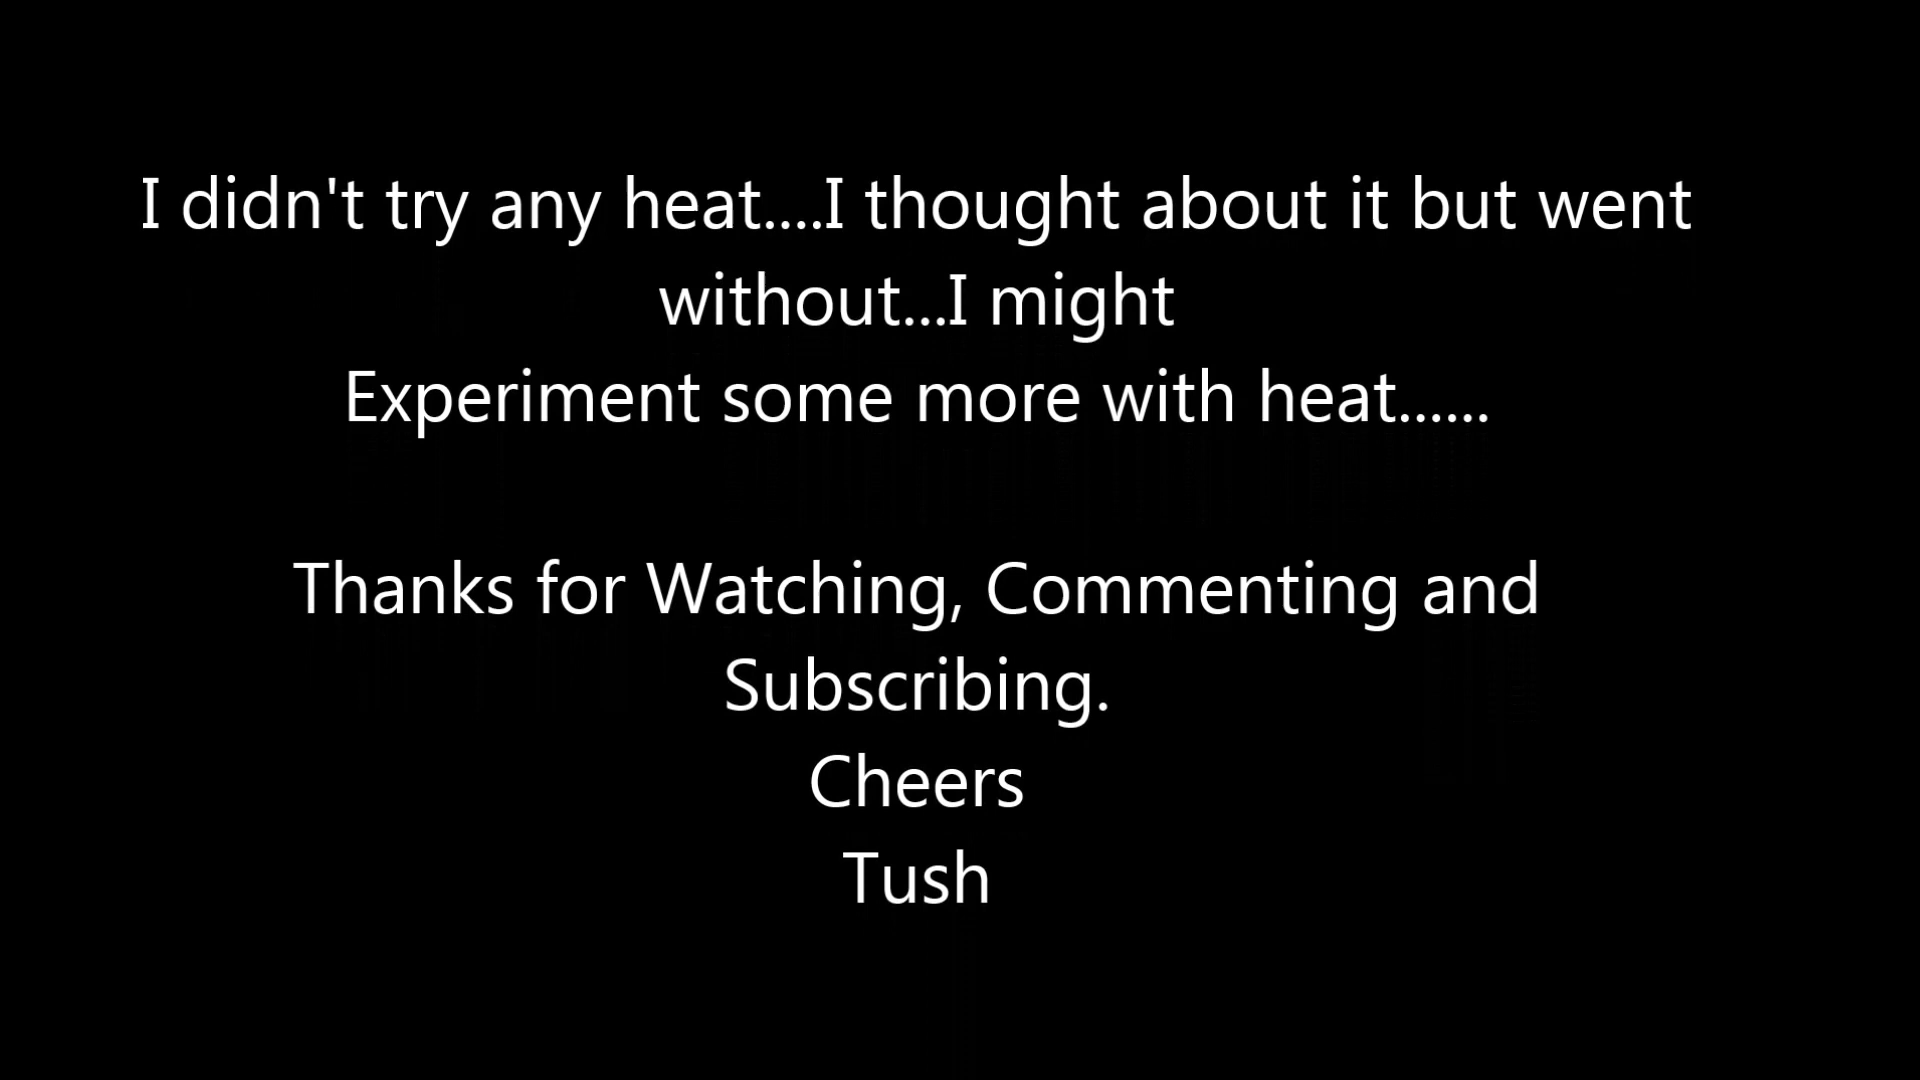 I didn't try any heat....I thought about it but went
without...I might
Experiment some more with heat......
Thanks for Watching, Commenting and
Subscribing.
Cheers
Tush